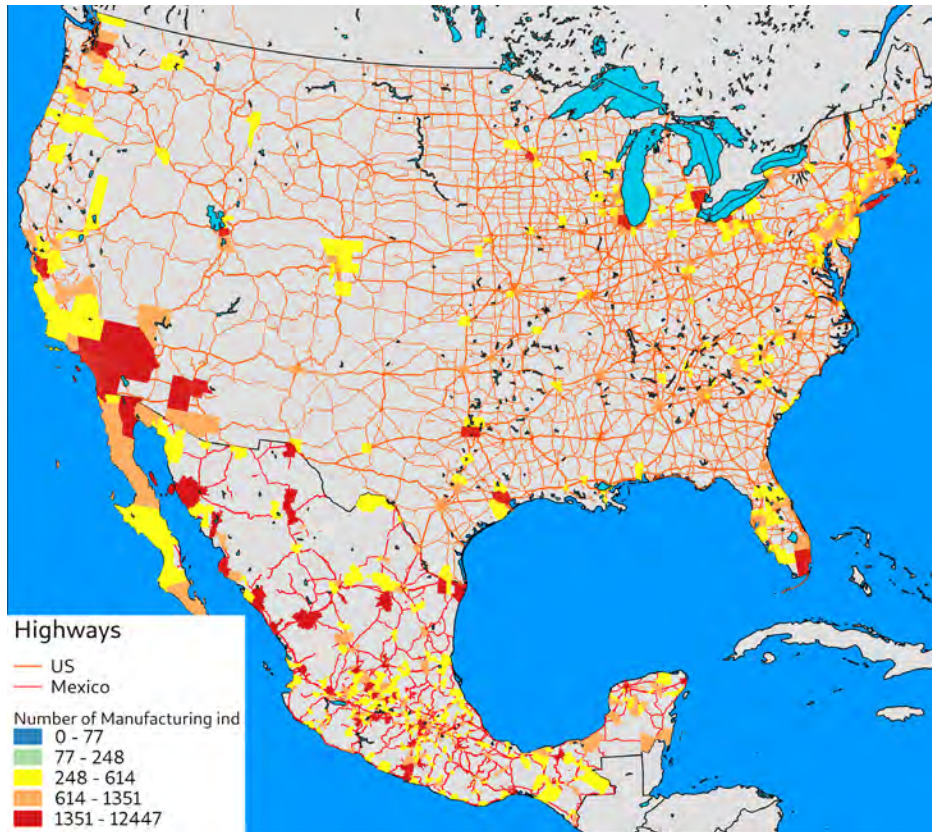 Highways
US
Mexico
Number of Manufacturing ind
0 - 77
77 - 248
248 - 614
614 - 1351
1351 - 12447